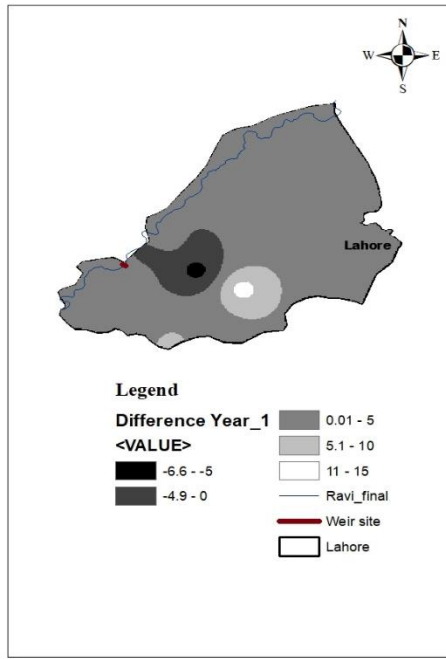 N
W E
S
Lahore
Legend
Difference Year_1
<VALUE>
-6.6 - -5
-4.9 - 0
0.01 - 5
5.1 - 10
11 - 15
Ravi_final
Weir site
Lahore